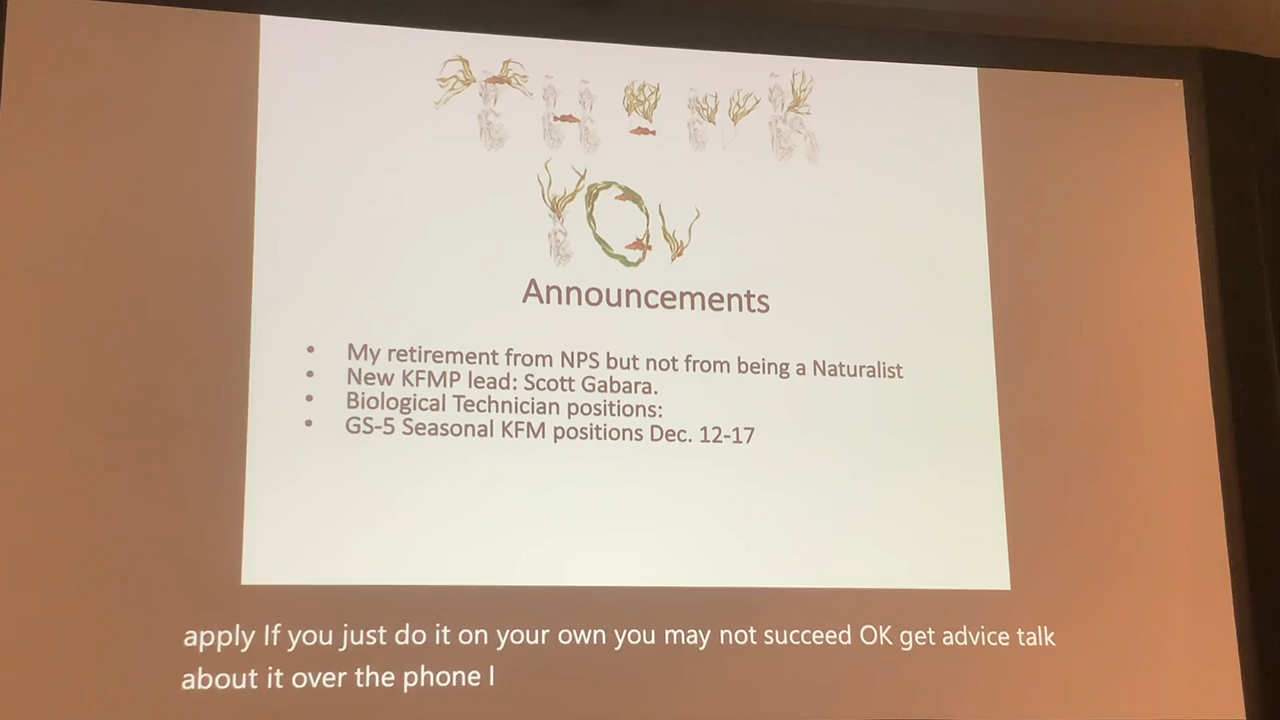 THANK
YOU
Announcements
• My retirement from NPS but not from being a Naturalist
• New KFMP lead: Scott Gabara.
• Biological Technician positions:
• GS-5 Seasonal KFM positions Dec. 12-17
apply If you just do it on your own you may not succeed OK get advice talk
about it over the phone I